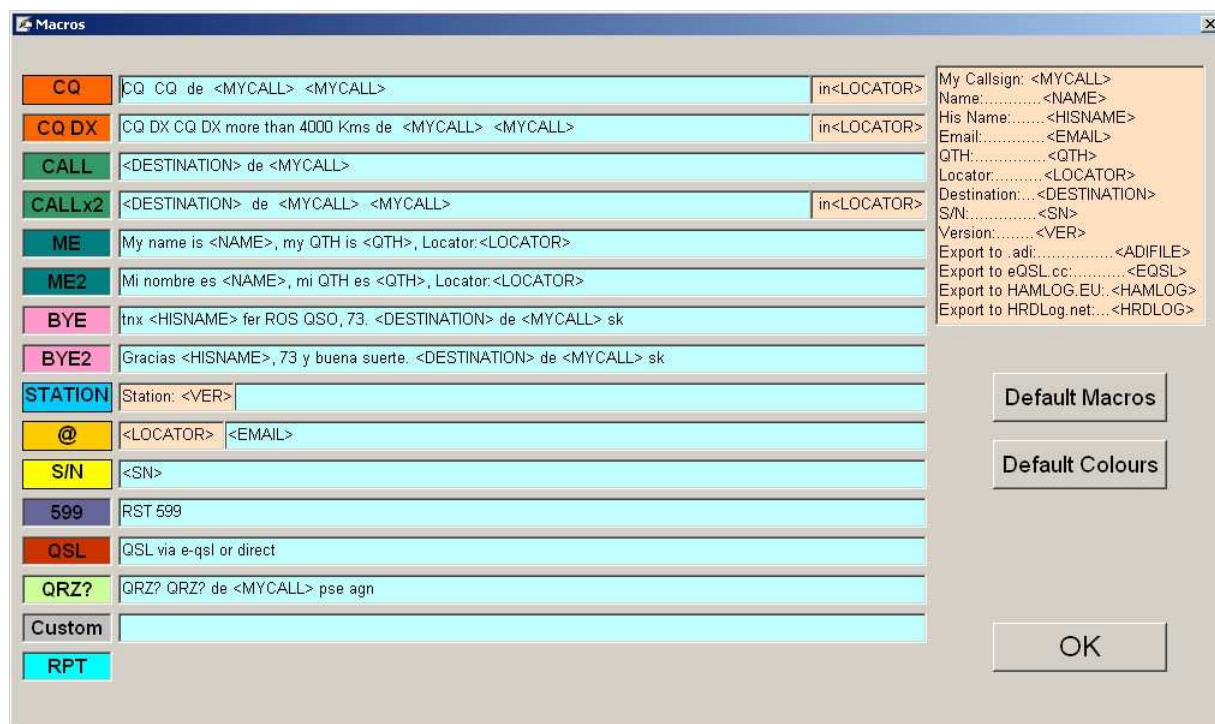 Macros
CQ CQ CQ de <MYCALL> <MYCALL> in<LOCATOR>
CQ DX CQ DX CQ DX more than 4000 Kms de <MYCALL> <MYCALL> in<LOCATOR>
CALL <DESTINATION> de <MYCALL>
CALLx2 <DESTINATION> de <MYCALL> <MYCALL> in<LOCATOR>
ME My name is <NAME>, my QTH is <QTH>, Locator:<LOCATOR>
ME2 Mi nombre es <NAME>, mi QTH es <QTH>, Locator:<LOCATOR>
BYE tnx <HISNAME> fer ROS QSO, 73. <DESTINATION> de <MYCALL> sk
BYE2 Gracias <HISNAME>, 73 y buena suerte. <DESTINATION> de <MYCALL> sk
STATION Station: <VER>
@ <LOCATOR> <EMAIL>
S/N <SN>
599 RST 599
QSL QSL via e-qsl or direct
QRZ? QRZ? QRZ? de <MYCALL> pse agn
Custom
RPT
My Callsign: <MYCALL>
Name:............<NAME>
His Name:.......<HISNAME>
Email:..............<EMAIL>
QTH:...............<QTH>
Locator:..........<LOCATOR>
Destination:...<DESTINATION>
S/N:..............<SN>
Version:........<VER>
Export to .adi:.................<ADIFILE>
Export to eQSL.cc:...........<EQSL>
Export to HAMLOG.EU:.<HAMLOG>
Export to HRDLog.net:...<HRDLOG>
Default Macros
Default Colours
OK